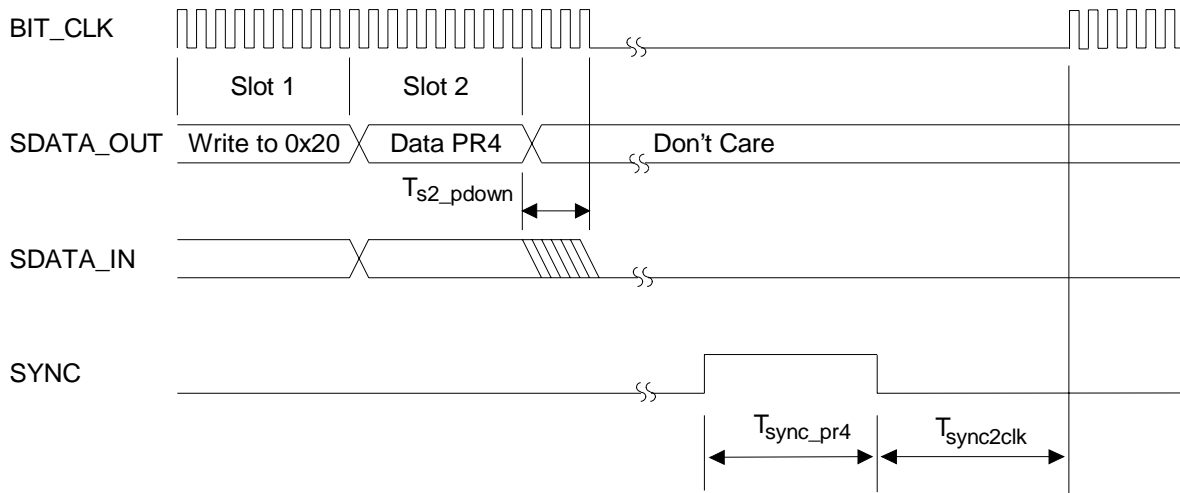 BIT_CLK
Slot 1 Slot 2
SDATA_OUT Write to 0x20 Data PR4 Don't Care
Ts2_pdown
SDATA_IN
SYNC
Tsync_pr4 Tsync2clk